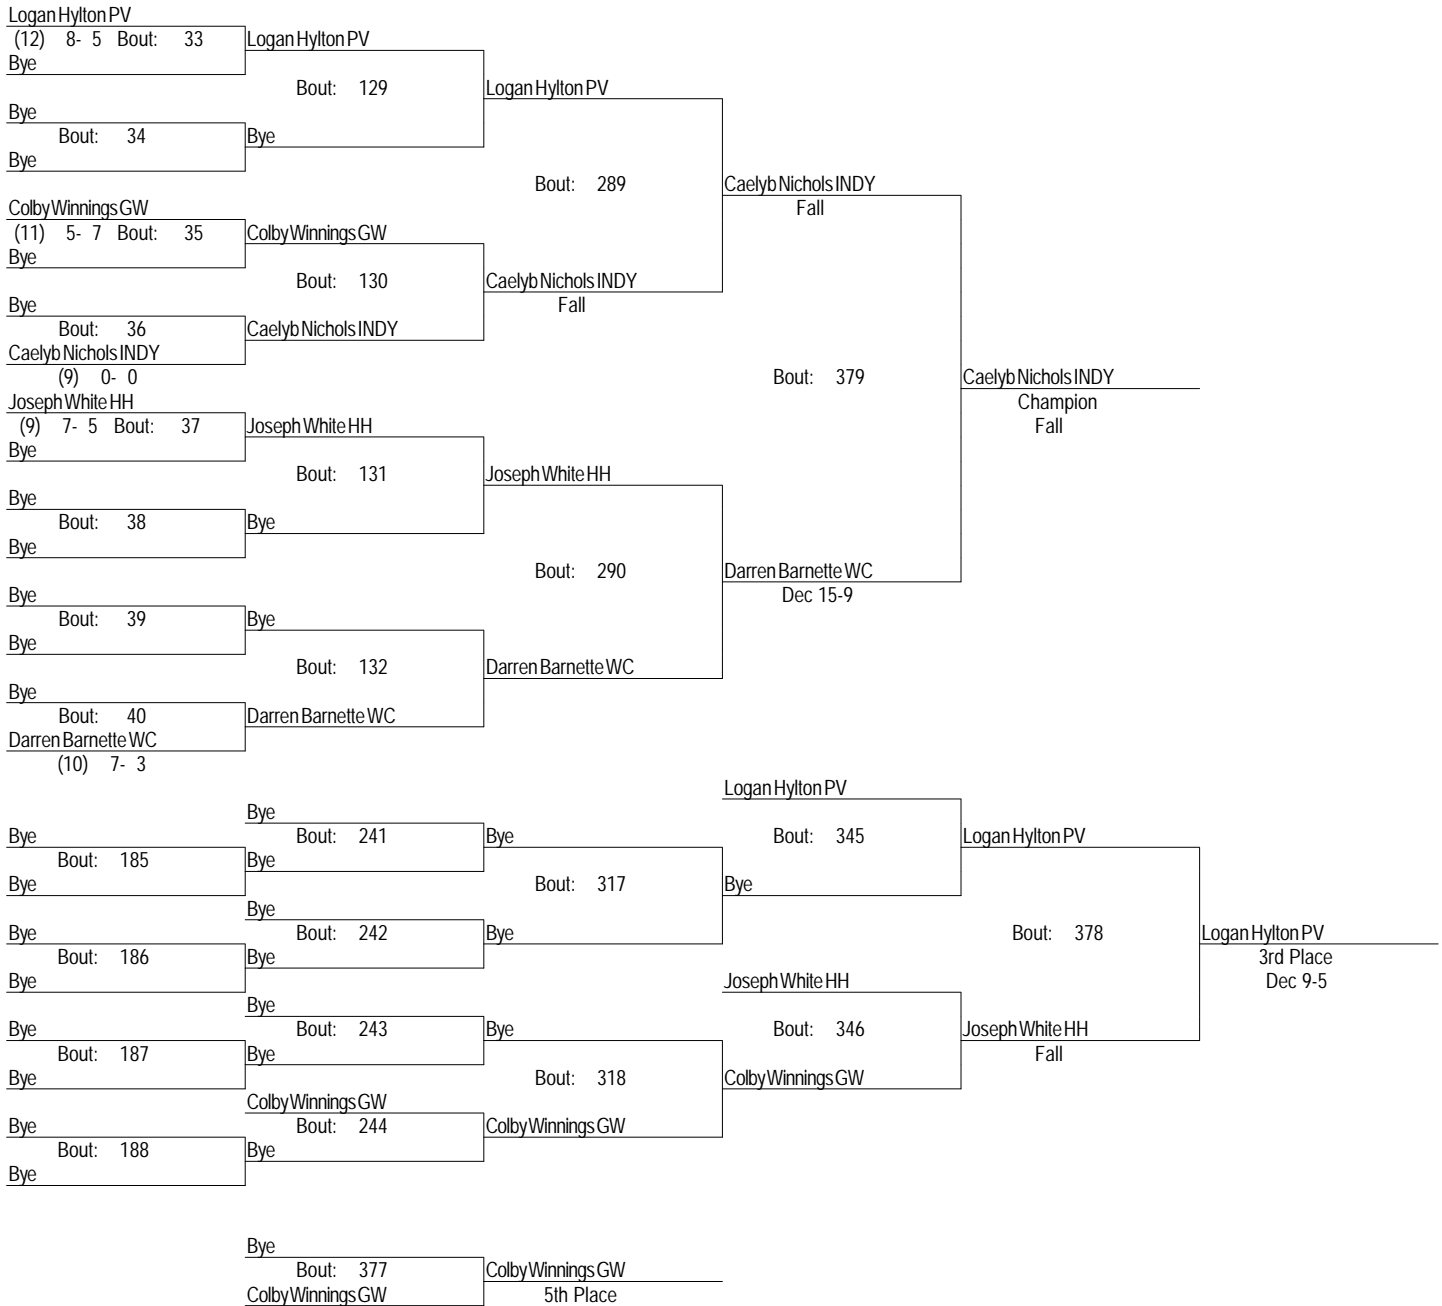 Logan Hylton PV
(12) 8- 5 Bout: 33 Logan Hylton PV
Bye
Bout: 129 Logan Hylton PV
Bye
Bout: 34 Bye
Bye
Bout: 289 Caelyb Nichols INDY
Fall
Colby Winnings GW
(11) 5- 7 Bout: 35 Colby Winnings GW
Bye
Bout: 130 Caelyb Nichols INDY
Fall
Bye
Bout: 36 Caelyb Nichols INDY
Caelyb Nichols INDY
(9) 0- 0
Bout: 379 Caelyb Nichols INDY
Champion
Fall
Joseph White HH
(9) 7- 5 Bout: 37 Joseph White HH
Bye
Bout: 131 Joseph White HH
Bye
Bout: 38 Bye
Bye
Bout: 290 Darren Barnette WC
Dec 15-9
Bye
Bout: 39 Bye
Bye
Bout: 132 Darren Barnette WC
Bye
Bout: 40 Darren Barnette WC
Darren Barnette WC
(10) 7- 3
Logan Hylton PV
Bye
Bye Bout: 241 Bye Bout: 345 Logan Hylton PV
Bout: 185 Bye
Bye Bout: 317 Bye
Bye
Bye Bout: 242 Bye Bout: 378 Logan Hylton PV
Bout: 186 Bye 3rd Place
Bye Joseph White HH Dec 9-5
Bye
Bye Bout: 243 Bye Bout: 346 Joseph White HH
Bout: 187 Bye Fall
Bye Bout: 318 Colby Winnings GW
Colby Winnings GW
Bye Bout: 244 Colby Winnings GW
Bout: 188 Bye
Bye
Bye
Bout: 377 Colby Winnings GW
Colby Winnings GW 5th Place